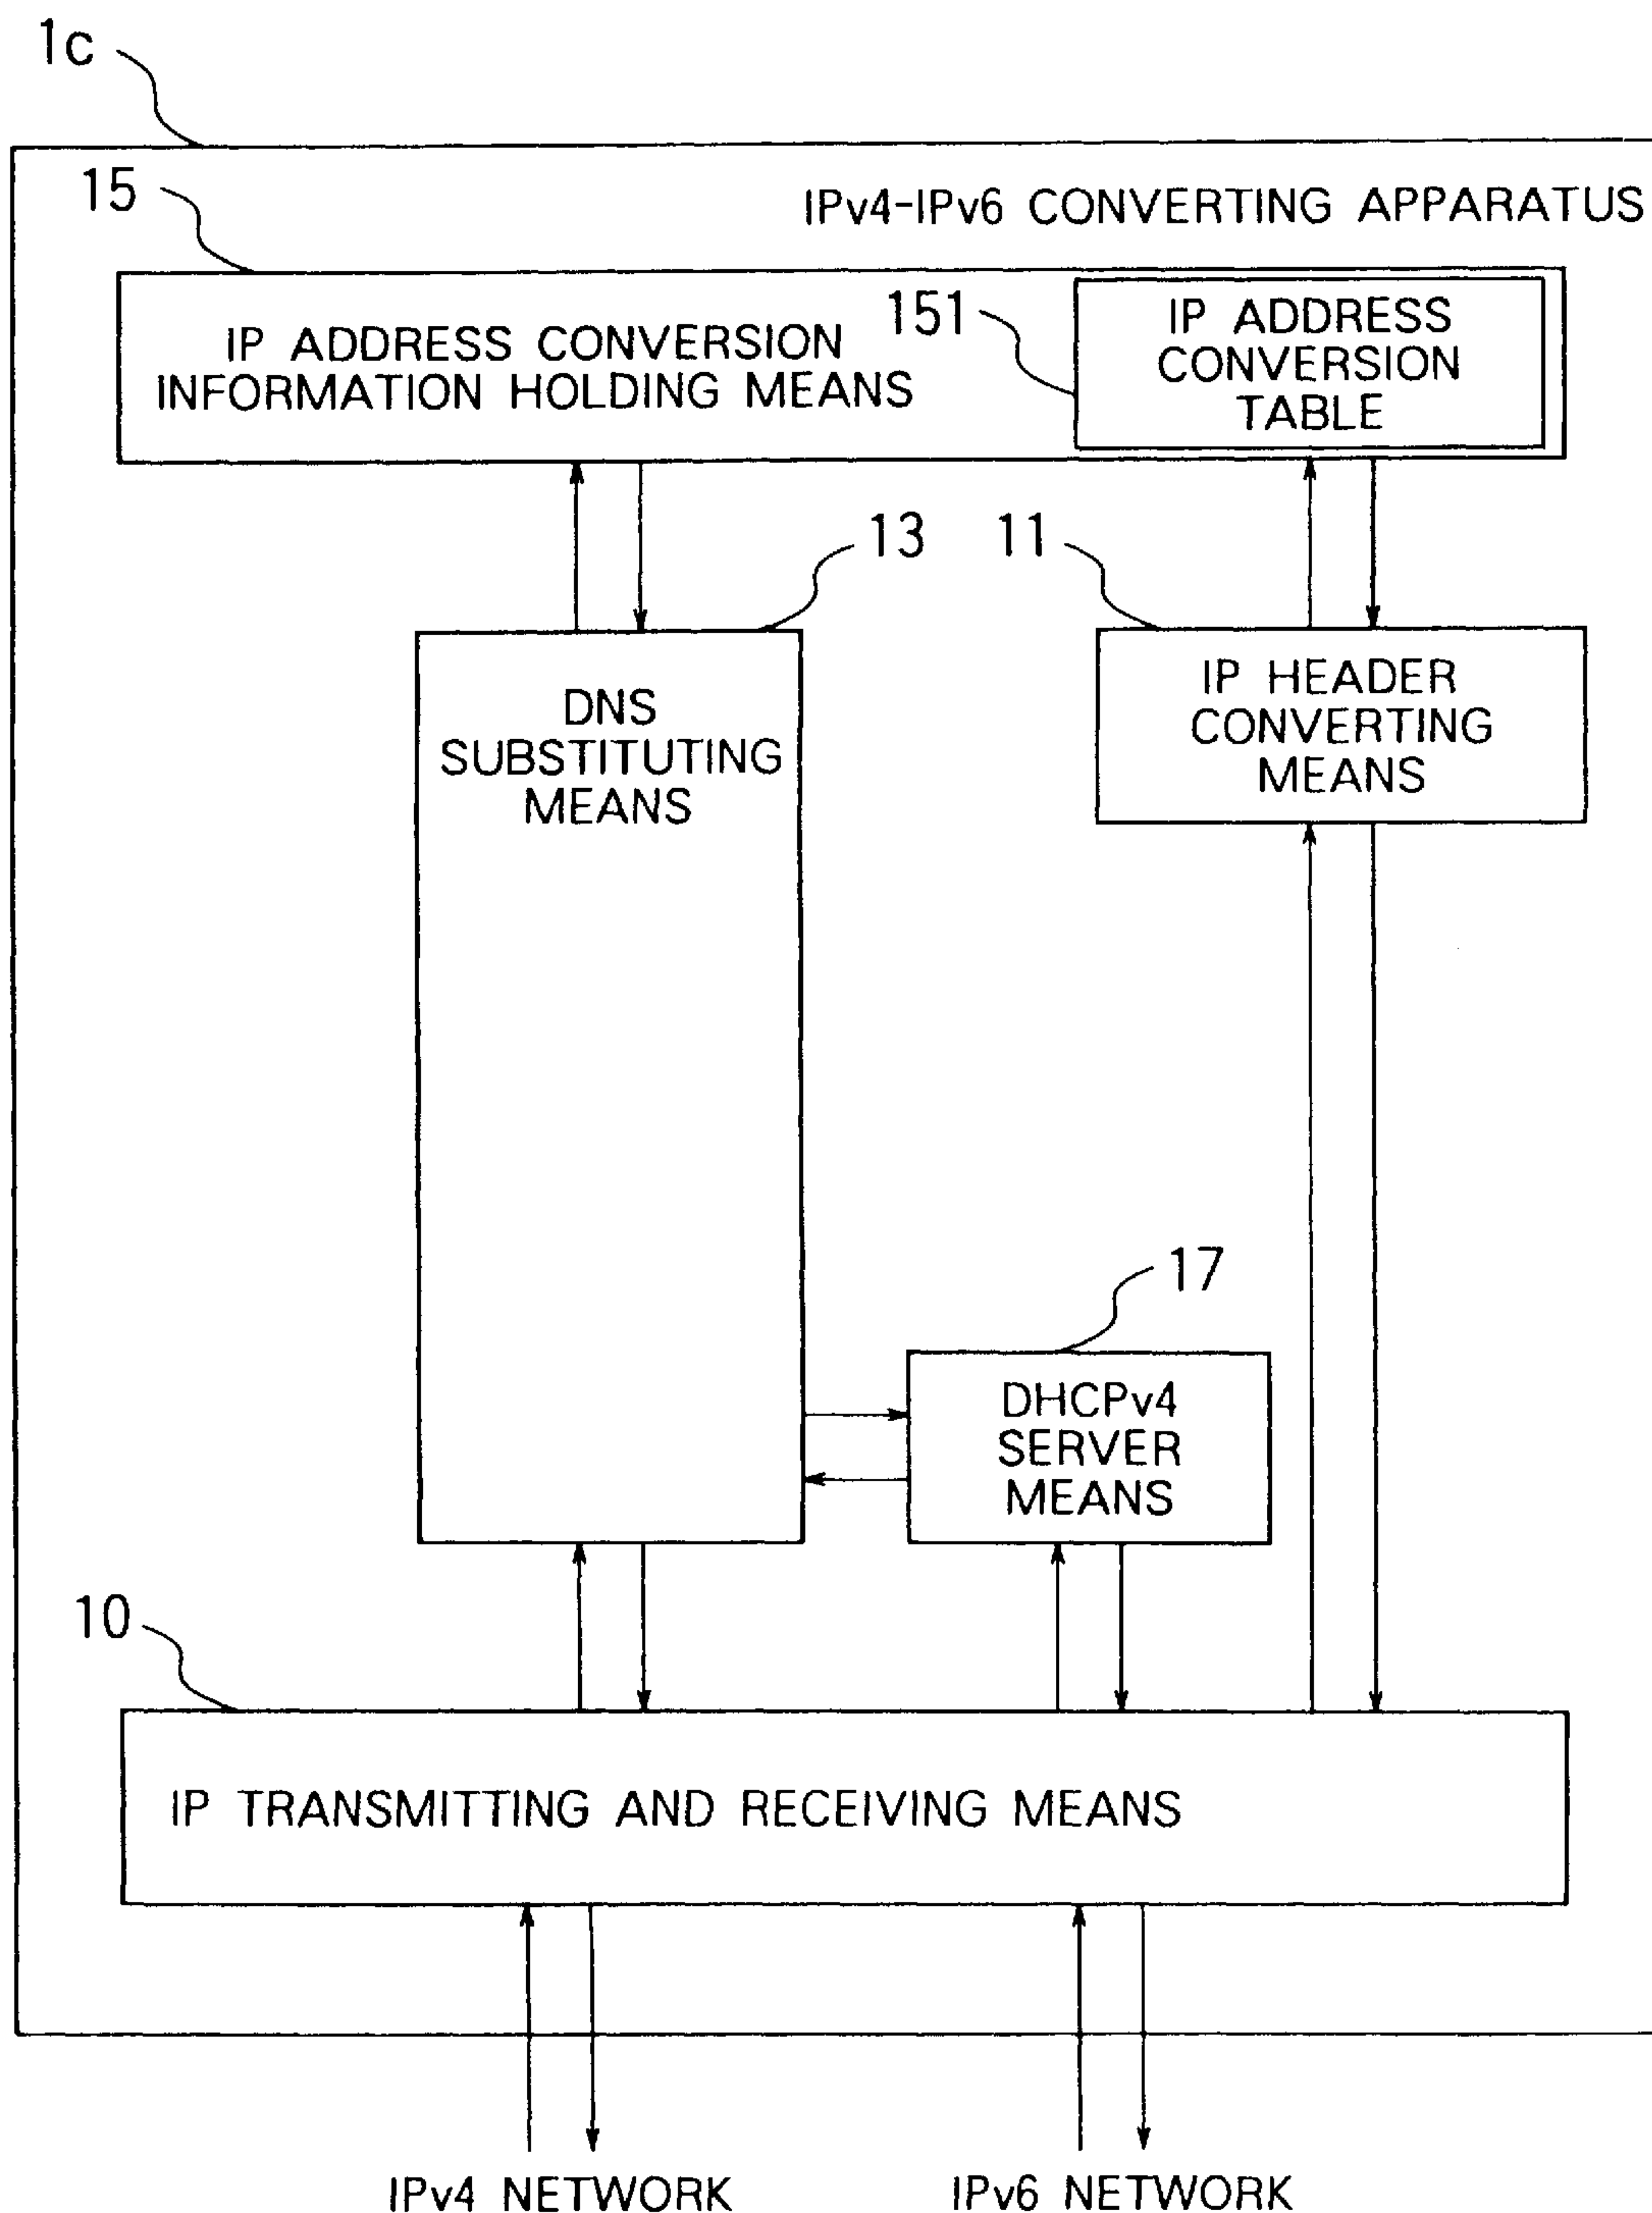 1c
15
IPv4-IPv6 CONVERTING APPARATUS
IP ADDRESS CONVERSION
INFORMATION HOLDING MEANS
151
IP ADDRESS
CONVERSION
TABLE
13
11
DNS
SUBSTITUTING
MEANS
IP HEADER
CONVERTING
MEANS
17
DHCPv4
SERVER
MEANS
10
IP TRANSMITTING AND RECEIVING MEANS
IPv4 NETWORK
IPv6 NETWORK